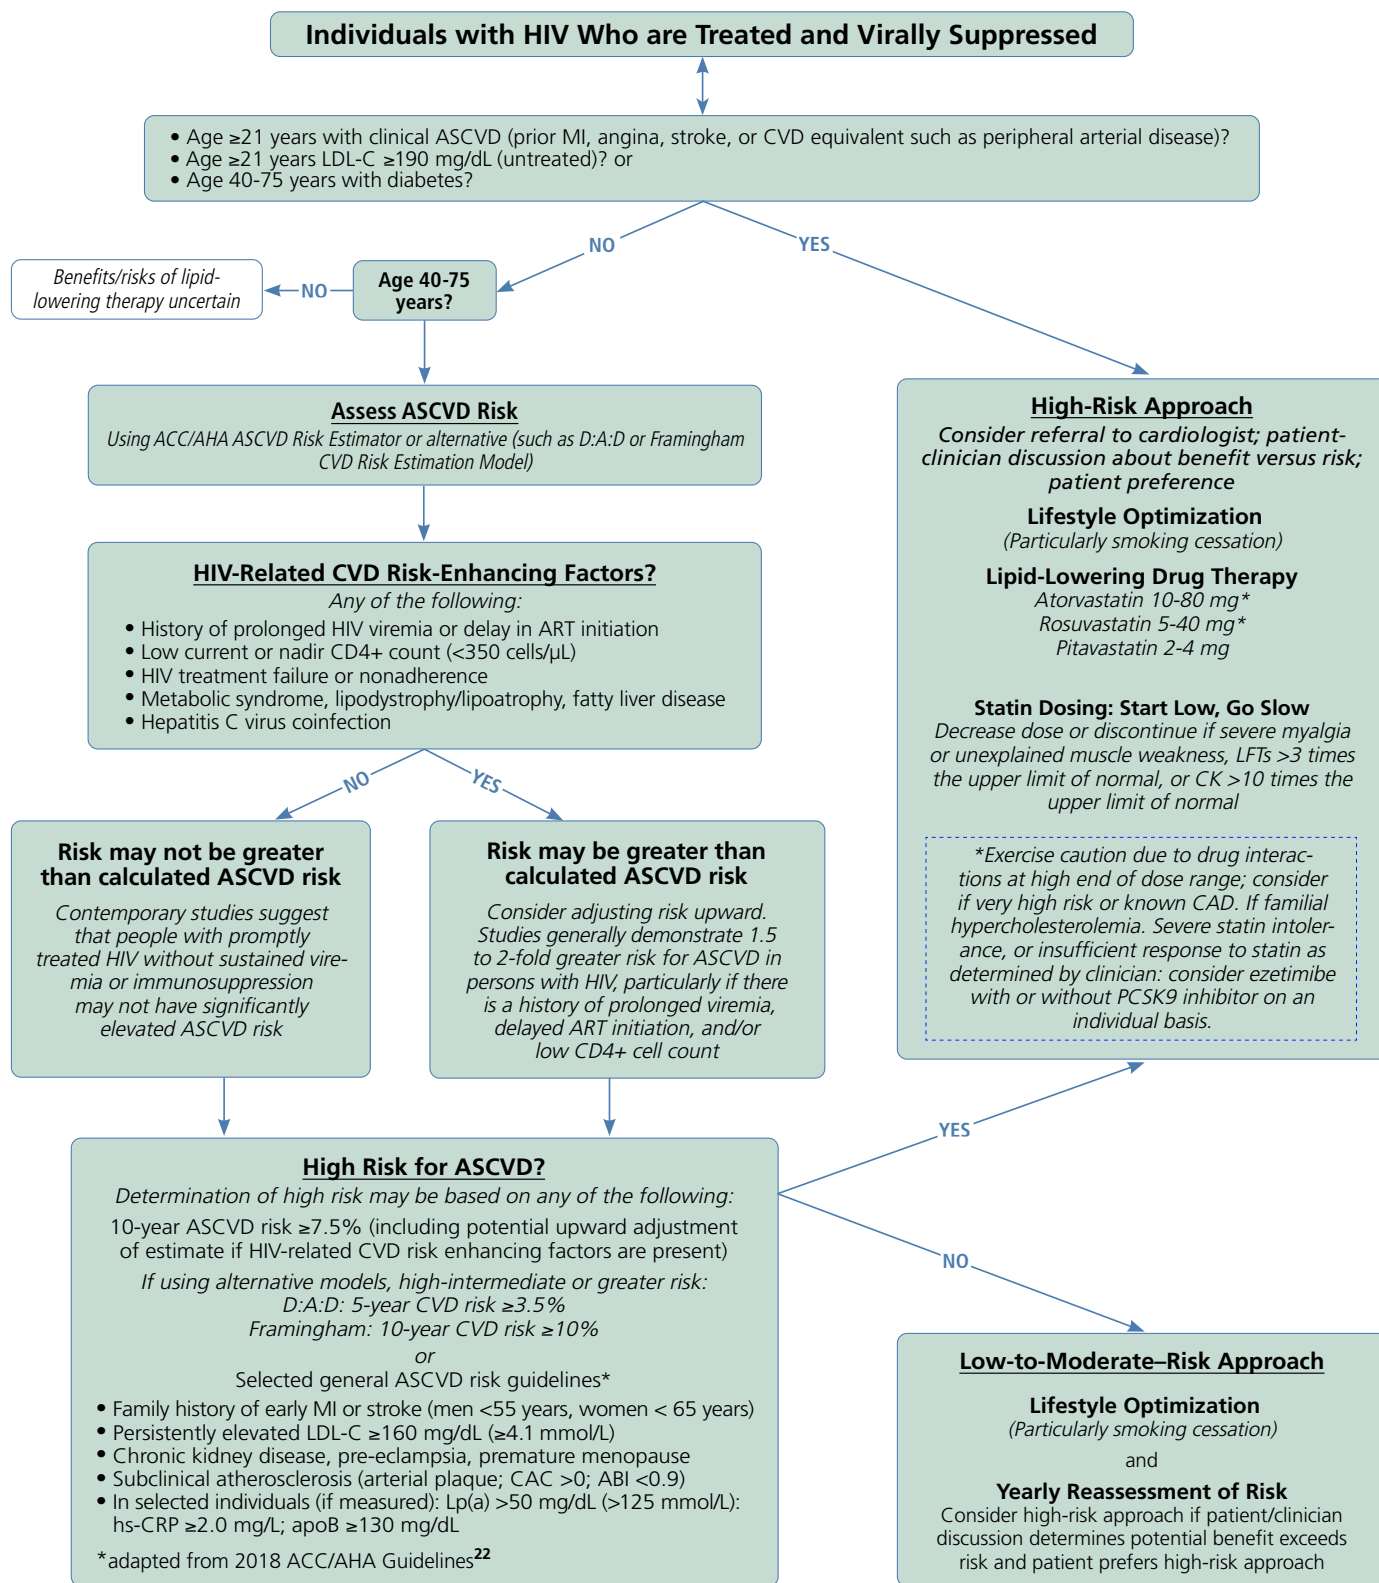 Individuals with HIV Who are Treated and Virally Suppressed
• Age ≥21 years with clinical ASCVD (prior MI, angina, stroke, or CVD equivalent such as peripheral arterial disease)?
• Age ≥21 years LDL-C ≥190 mg/dL (untreated)? or
• Age 40-75 years with diabetes?
NO
YES
Benefits/risks of lipid-
lowering therapy uncertain
NO
Age 40-75
years?
Assess ASCVD Risk
Using ACC/AHA ASCVD Risk Estimator or alternative (such as D:A:D or Framingham
CVD Risk Estimation Model)
HIV-Related CVD Risk-Enhancing Factors?
Any of the following:
• History of prolonged HIV viremia or delay in ART initiation
• Low current or nadir CD4+ count (<350 cells/µL)
• HIV treatment failure or nonadherence
• Metabolic syndrome, lipodystrophy/lipoatrophy, fatty liver disease
• Hepatitis C virus coinfection
NO
YES
Risk may not be greater
than calculated ASCVD risk
Contemporary studies suggest
that people with promptly
treated HIV without sustained vire-
mia or immunosuppression
may not have significantly
elevated ASCVD risk
Risk may be greater than
calculated ASCVD risk
Consider adjusting risk upward.
Studies generally demonstrate 1.5
to 2-fold greater risk for ASCVD in
persons with HIV, particularly if there
is a history of prolonged viremia,
delayed ART initiation, and/or
low CD4+ cell count
High Risk for ASCVD?
Determination of high risk may be based on any of the following:
10-year ASCVD risk ≥7.5% (including potential upward adjustment
of estimate if HIV-related CVD risk enhancing factors are present)
If using alternative models, high-intermediate or greater risk:
D:A:D: 5-year CVD risk ≥3.5%
Framingham: 10-year CVD risk ≥10%
or
Selected general ASCVD risk guidelines*
• Family history of early MI or stroke (men <55 years, women < 65 years)
• Persistently elevated LDL-C ≥160 mg/dL (≥4.1 mmol/L)
• Chronic kidney disease, pre-eclampsia, premature menopause
• Subclinical atherosclerosis (arterial plaque; CAC >0; ABI <0.9)
• In selected individuals (if measured): Lp(a) >50 mg/dL (>125 mmol/L):
hs-CRP ≥2.0 mg/L; apoB ≥130 mg/dL
*adapted from 2018 ACC/AHA Guidelines22
YES
NO
High-Risk Approach
Consider referral to cardiologist; patient-
clinician discussion about benefit versus risk;
patient preference
Lifestyle Optimization
(Particularly smoking cessation)
Lipid-Lowering Drug Therapy
Atorvastatin 10-80 mg*
Rosuvastatin 5-40 mg*
Pitavastatin 2-4 mg
Statin Dosing: Start Low, Go Slow
Decrease dose or discontinue if severe myalgia
or unexplained muscle weakness, LFTs >3 times
the upper limit of normal, or CK >10 times the
upper limit of normal
*Exercise caution due to drug interac-
tions at high end of dose range; consider
if very high risk or known CAD. If familial
hypercholesterolemia. Severe statin intoler-
ance, or insufficient response to statin as
determined by clinician: consider ezetimibe
with or without PCSK9 inhibitor on an
individual basis.
Low-to-Moderate–Risk Approach
Lifestyle Optimization
(Particularly smoking cessation)
and
Yearly Reassessment of Risk
Consider high-risk approach if patient/clinician
discussion determines potential benefit exceeds
risk and patient prefers high-risk approach